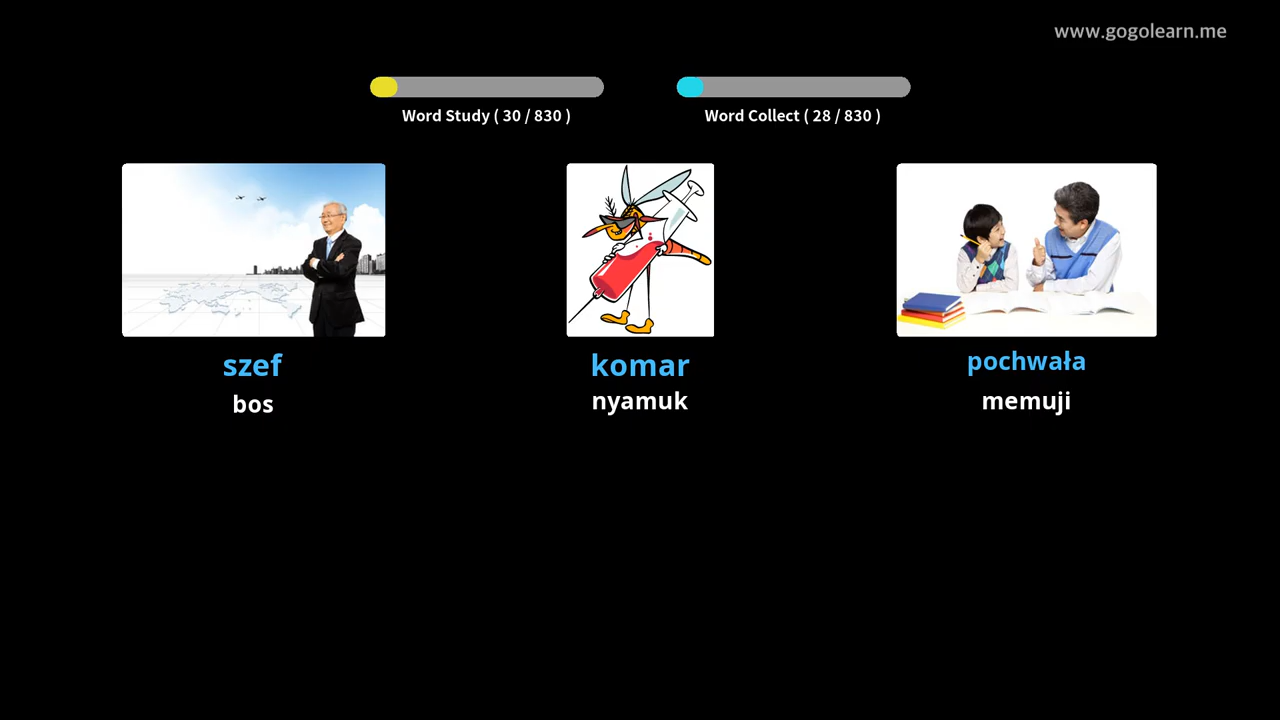 www.gogolearn.me
Word Study ( 30 / 830 )
Word Collect ( 28 / 830 )
szef
komar
pochwała
bos
nyamuk
memuji